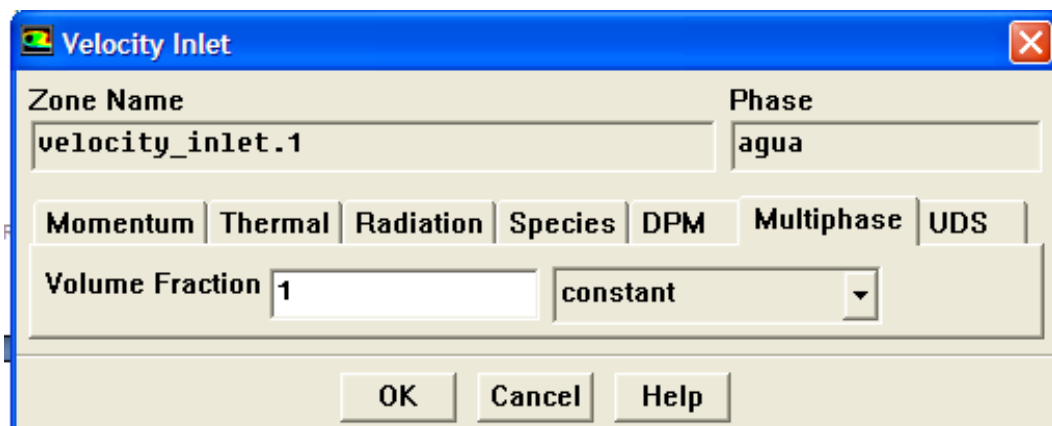 Velocity Inlet
Zone Name Phase
velocity_inlet.1 agua
Momentum Thermal Radiation Species DPM Multiphase UDS
Volume Fraction 1 constant
OK Cancel Help